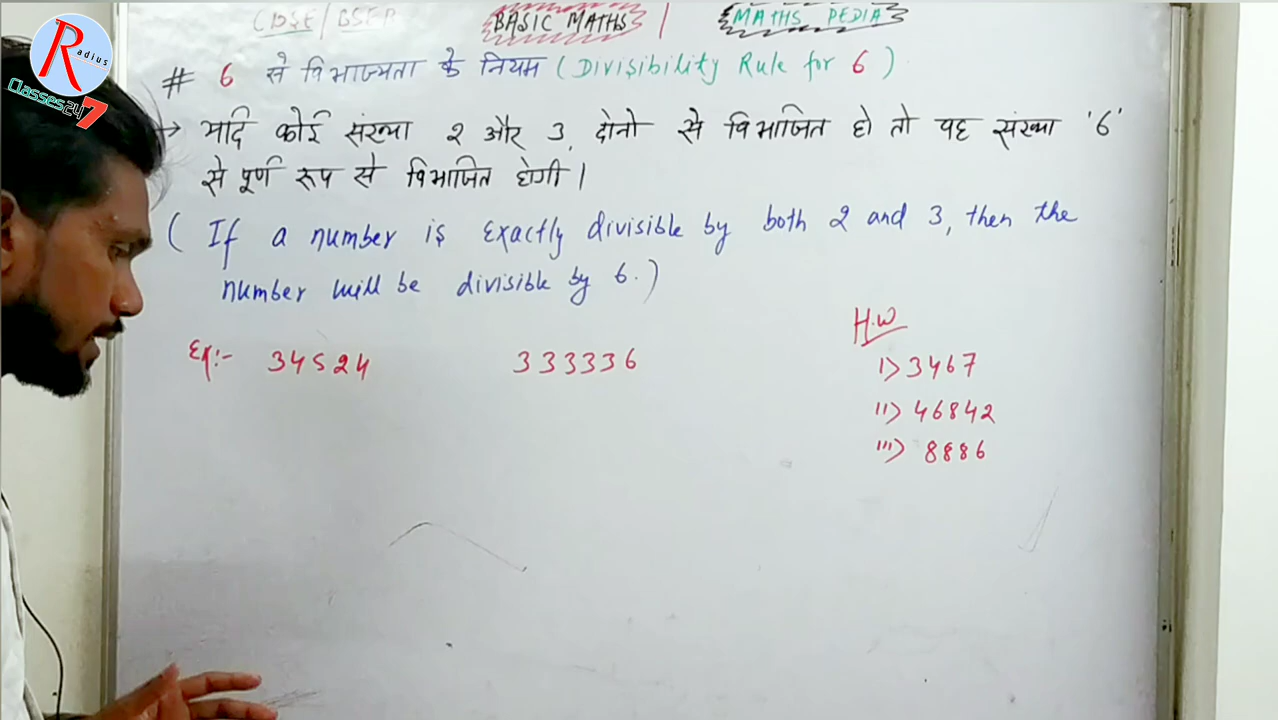 Radius
Classes24
7
CBSE/BSEB BASIC MATHS | MATHS PEDIA
# 6 से विभाज्यता के नियम (Divisibility Rule for 6)
→ यदि कोई संख्या 2 और 3, दोनो से विभाजित हो तो यह संख्या '6'
से पूर्ण रूप से विभाजित होगी।
( If a number is exactly divisible by both 2 and 3, then the
number will be divisible by 6.)
H.W
Ex:- 34524 333336
i> 3467
ii> 46842
iii> 8886